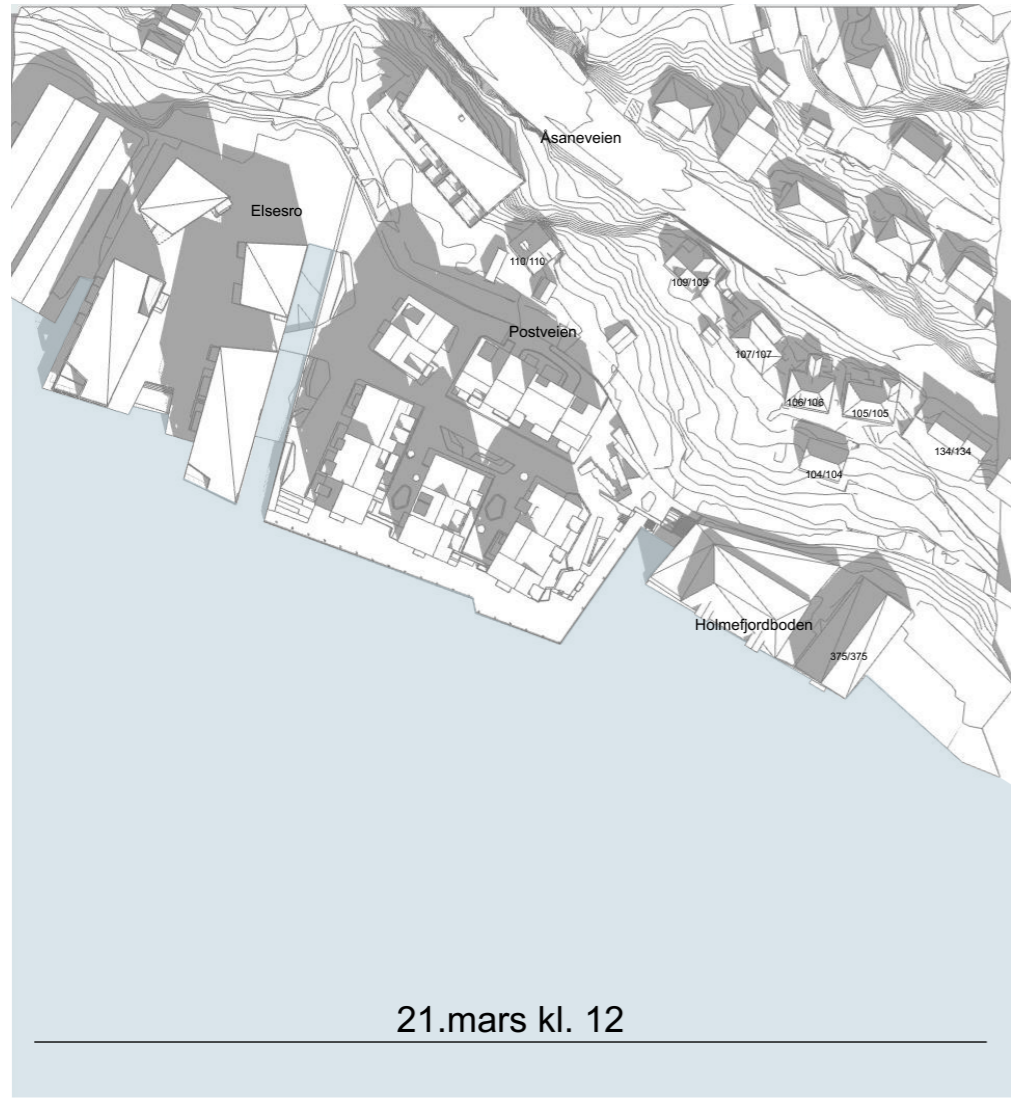 Åsaneveien
Elsesro
110/110
109/109
Postveien
107/107
106/106
105/105
134/134
104/104
Holmefjordboden
375/375
21.mars kl. 12